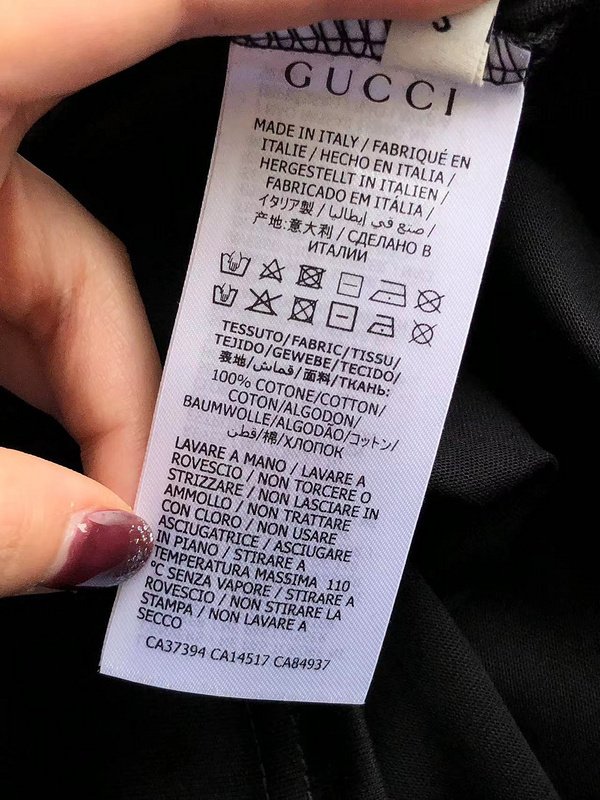 S
GUCCI
MADE IN ITALY / FABRIQUÉ EN
ITALIE / HECHO EN ITALIA /
HERGESTELLT IN ITALIEN /
FABRICADO EM ITÁLIA /
イタリア製 / صنع في إيطاليا /
产地:意大利 / СДЕЛАНО В
ИТАЛИИ
TESSUTO/FABRIC/TISSU/
TEJIDO/GEWEBE/TECIDO/
表地/قماش/面料/ТКАНЬ:
100% COTONE/COTTON/
COTON/ALGODON/
BAUMWOLLE/ALGODÃO/コットン/
قطن/棉/ХЛОПОК
LAVARE A MANO / LAVARE A
ROVESCIO / NON TORCERE O
STRIZZARE / NON LASCIARE IN
AMMOLLO / NON TRATTARE
CON CLORO / NON USARE
ASCIUGATRICE / ASCIUGARE
IN PIANO / STIRARE A
TEMPERATURA MASSIMA 110
°C SENZA VAPORE / STIRARE A
ROVESCIO / NON STIRARE LA
STAMPA / NON LAVARE A
SECCO
CA37394 CA14517 CA84937